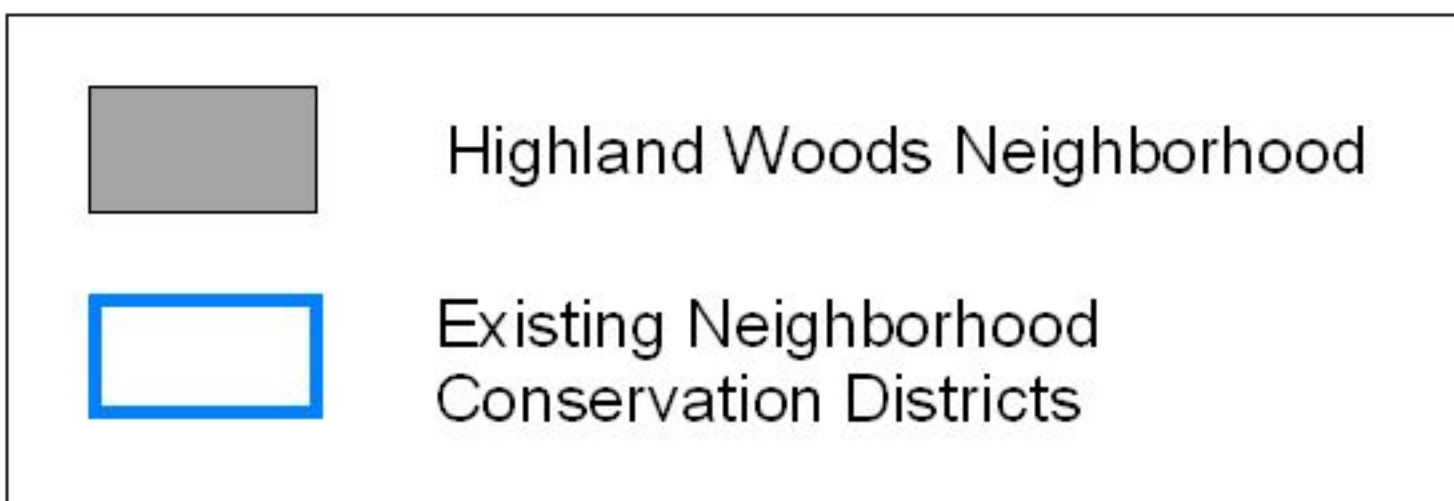 Highland Woods Neighborhood
Existing Neighborhood
Conservation Districts